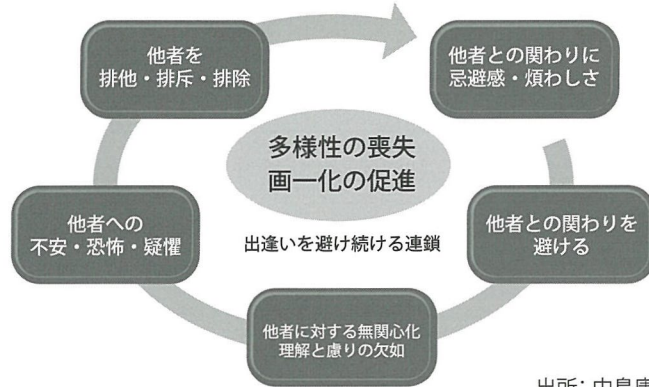 他者を
排他・排斥・排除
他者との関わりに
忌避感・煩わしさ
多様性の喪失
画一化の促進
他者への
不安・恐怖・疑懼
出逢いを避け続ける連鎖
他者との関わりを
避ける
他者に対する無関心化
理解と慮りの欠如
出所：中島